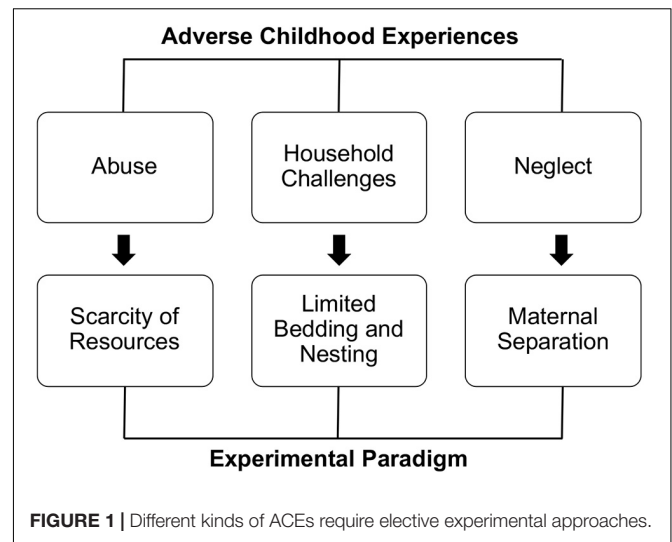 Adverse Childhood Experiences
Abuse
Household
Challenges
Neglect
Scarcity of
Resources
Limited
Bedding and
Nesting
Maternal
Separation
Experimental Paradigm
FIGURE 1 | Different kinds of ACEs require elective experimental approaches.